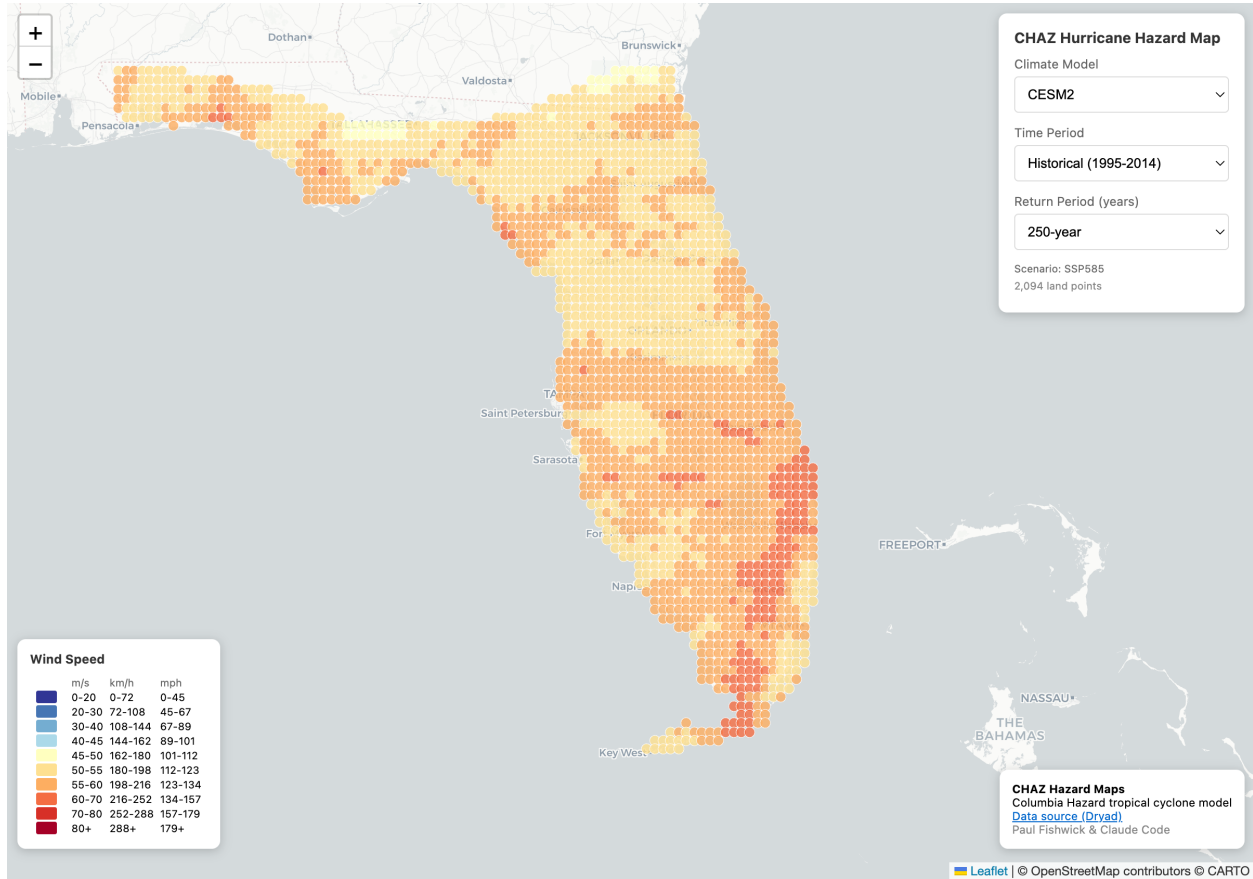 +
−
Dothan
Brunswick
Valdosta
Mobile
Pensacola
Saint Petersbur
Sarasota
Key West
FREEPORT
NASSAU
THE
BAHAMAS
CHAZ Hurricane Hazard Map
Climate Model
CESM2
Time Period
Historical (1995-2014)
Return Period (years)
250-year
Scenario: SSP585
2,094 land points
Wind Speed
m/s km/h mph
0-20 0-72 0-45
20-30 72-108 45-67
30-40 108-144 67-89
40-45 144-162 89-101
45-50 162-180 101-112
50-55 180-198 112-123
55-60 198-216 123-134
60-70 216-252 134-157
70-80 252-288 157-179
80+ 288+ 179+
CHAZ Hazard Maps
Columbia Hazard tropical cyclone model
Data source (Dryad)
Paul Fishwick & Claude Code
Leaflet | © OpenStreetMap contributors © CARTO